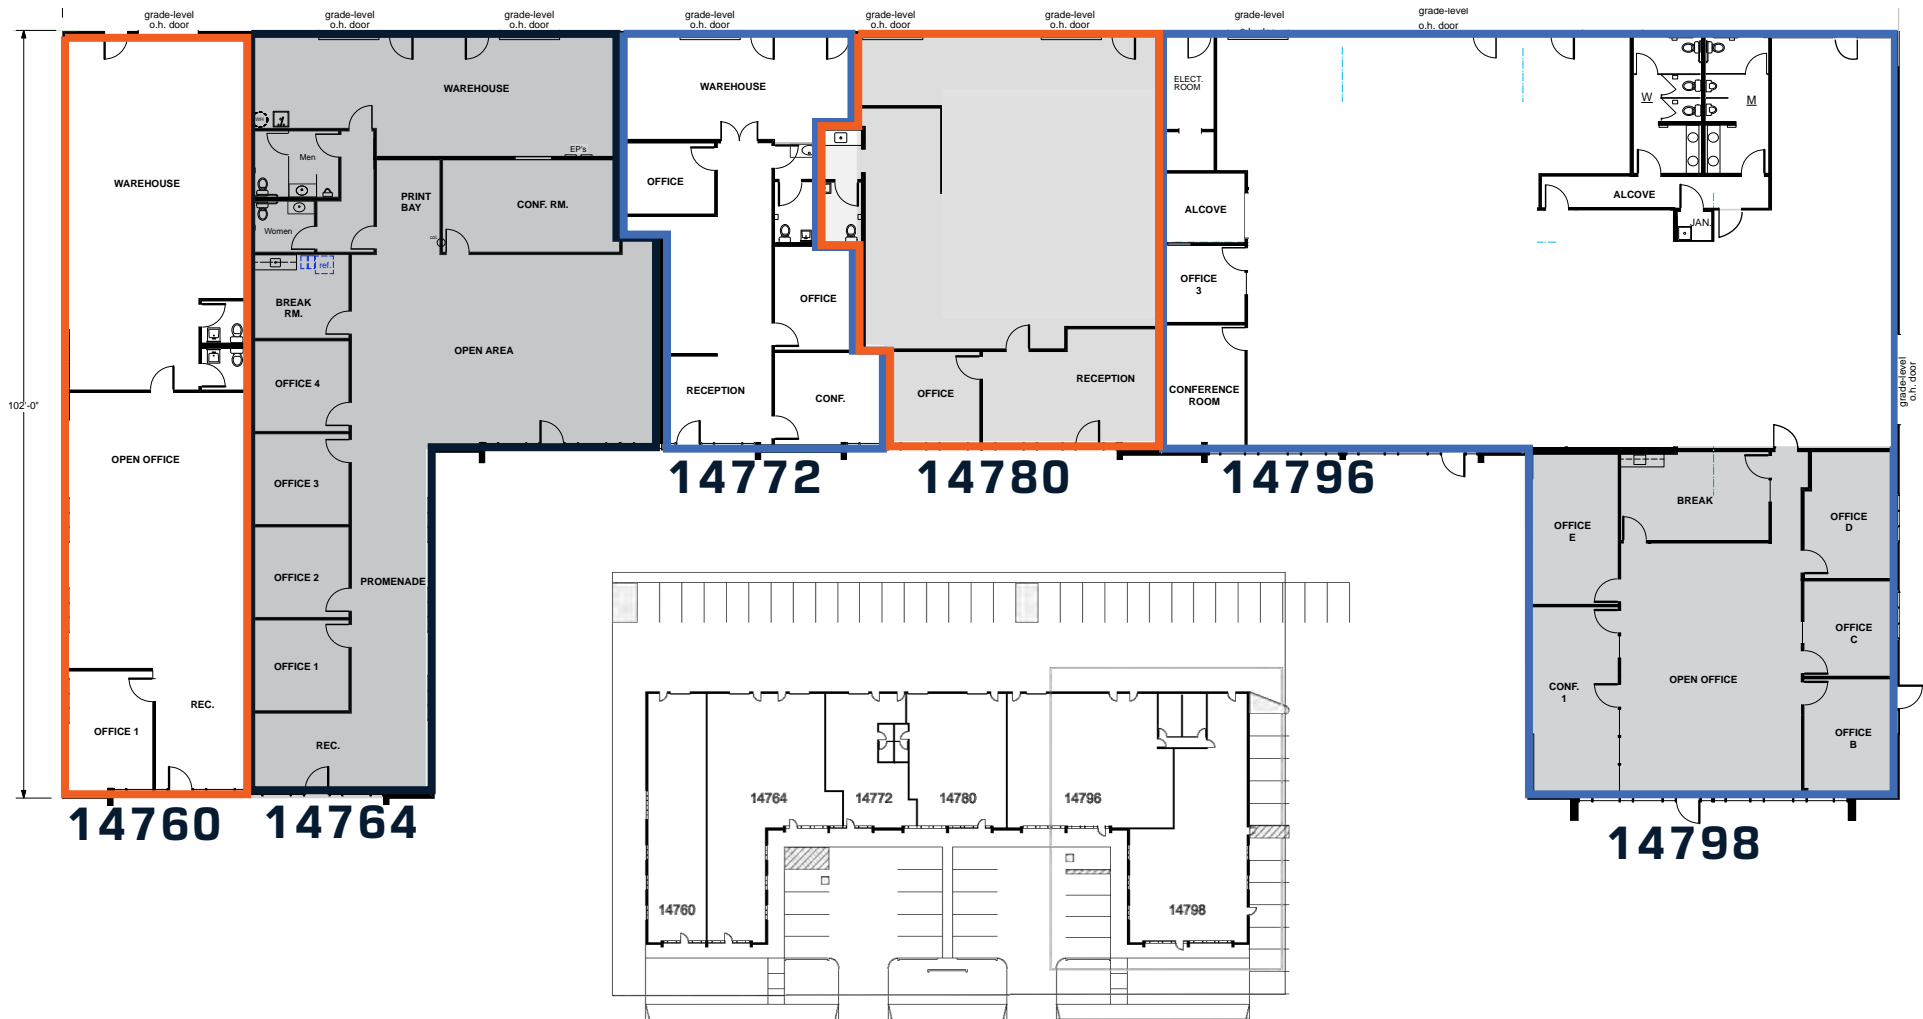 grade-level
o.h. door
grade-level
o.h. door
grade-level
o.h. door
grade-level
o.h. door
grade-level
o.h. door
grade-level
o.h. door
grade-level
o.h. door
grade-level
o.h. door
102'-0"
WAREHOUSE
OPEN OFFICE
REC.
OFFICE 1
14760
WAREHOUSE
WH
EP's
Men
Women
PRINT
BAY
CONF. RM.
ref.
BREAK
RM.
OPEN AREA
OFFICE 4
OFFICE 3
OFFICE 2
PROMENADE
OFFICE 1
REC.
14764
WAREHOUSE
OFFICE
OFFICE
RECEPTION
CONF.
14772
OFFICE
RECEPTION
14780
ELECT.
ROOM
ALCOVE
OFFICE
3
CONFERENCE
ROOM
W
M
ALCOVE
JAN.
14796
OFFICE
E
BREAK
OFFICE
D
OFFICE
C
CONF.
1
OPEN OFFICE
OFFICE
B
14798
14764
14772
14780
14796
14760
14798